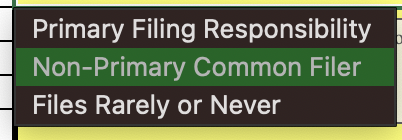 Primary Filing Responsibility
Non-Primary Common Filer
Files Rarely or Never